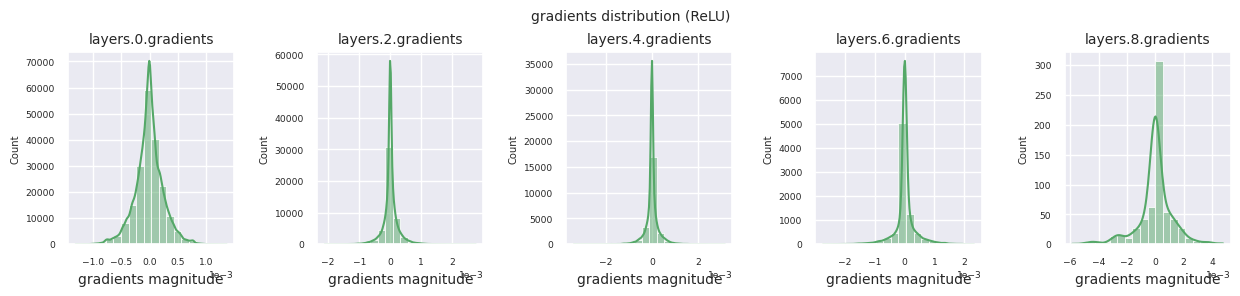 gradients distribution (ReLU)
layers.0.gradients
layers.2.gradients
layers.4.gradients
layers.6.gradients
layers.8.gradients
Count
70000
60000
50000
40000
30000
20000
10000
0
−1.0 −0.5 0.0 0.5 1.0
1e−3
gradients magnitude
Count
60000
50000
40000
30000
20000
10000
0
−2 −1 0 1 2
1e−3
gradients magnitude
Count
35000
30000
25000
20000
15000
10000
5000
0
−2 0 2
1e−3
gradients magnitude
Count
7000
6000
5000
4000
3000
2000
1000
0
−2 −1 0 1 2
1e−3
gradients magnitude
Count
300
250
200
150
100
50
0
−6 −4 −2 0 2 4
1e−3
gradients magnitude